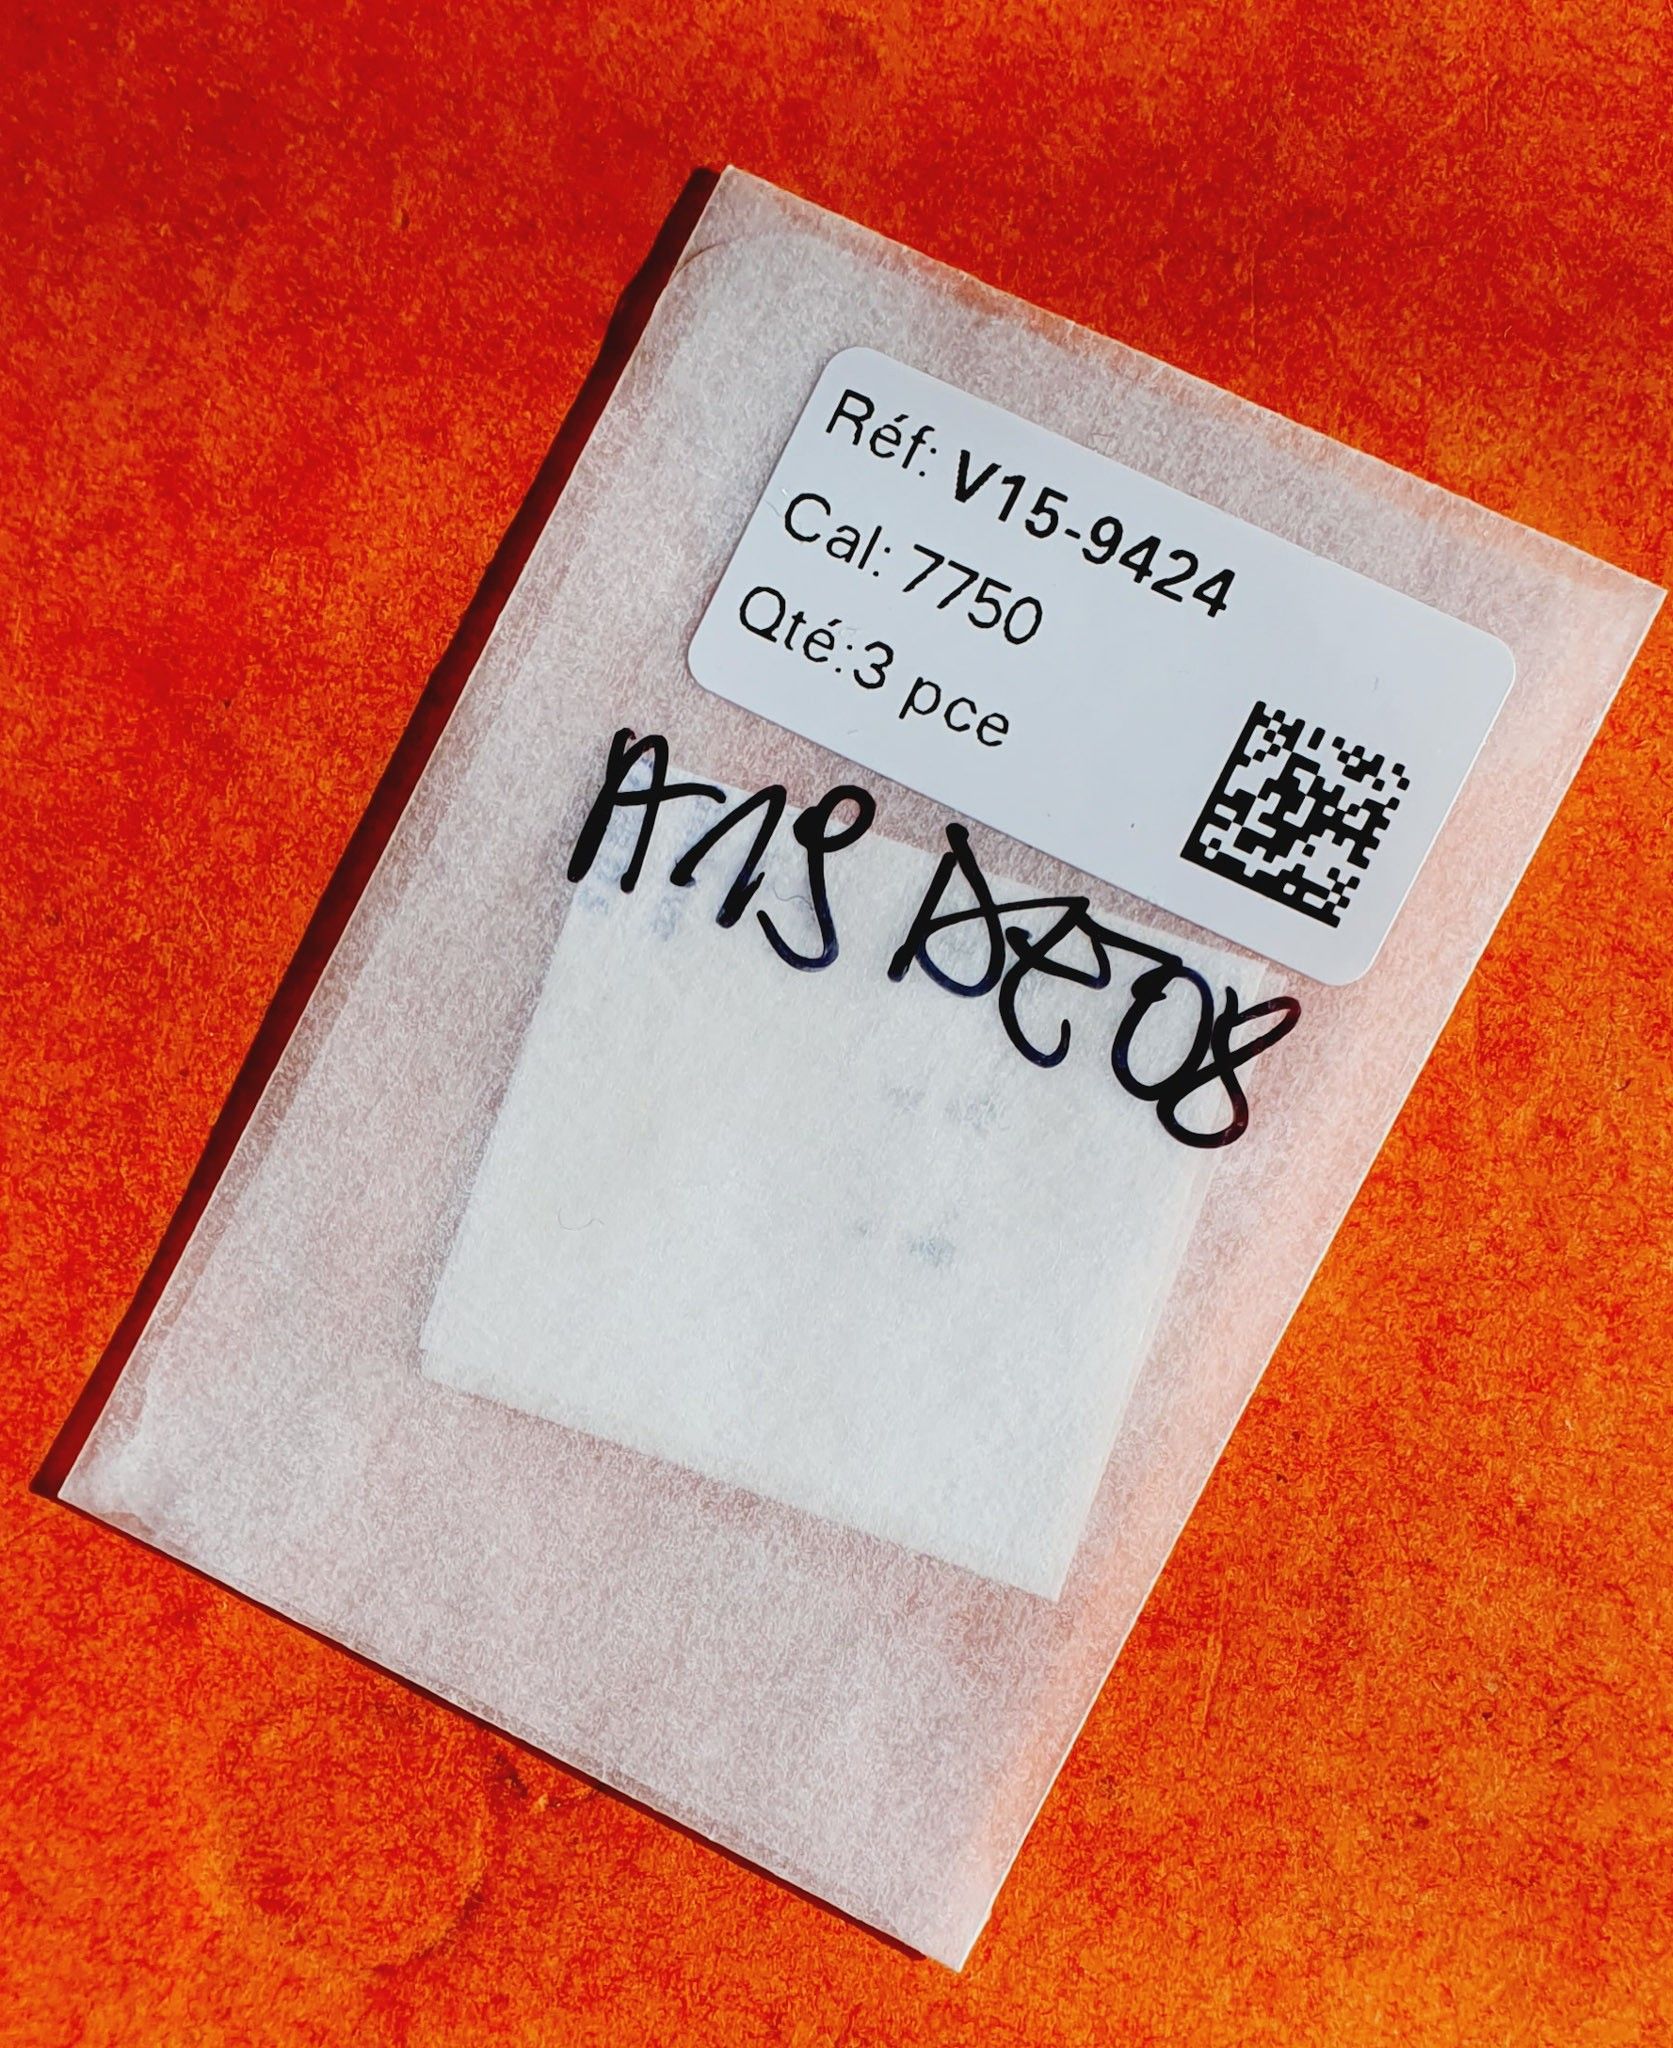 Réf: V15-9424
Cal: 7750
Qté:3 pce
A19 DE08